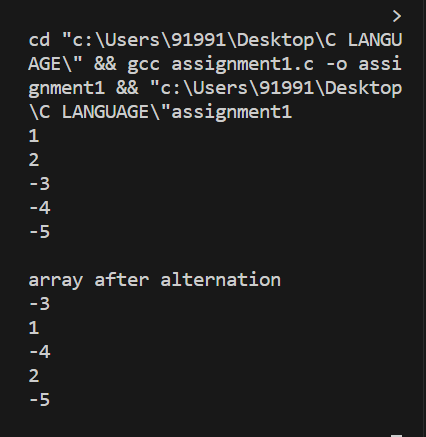 >
cd "c:\Users\91991\Desktop\C LANGU
AGE\" && gcc assignment1.c -o assi
gnment1 && "c:\Users\91991\Desktop
\C LANGUAGE\"assignment1
1
2
-3
-4
-5
array after alternation
-3
1
-4
2
-5